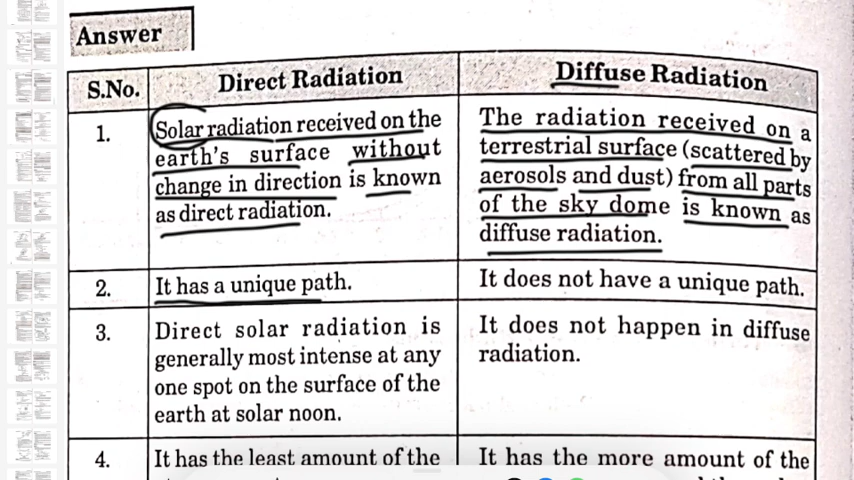 Answer
S.No. Direct Radiation Diffuse Radiation
1. Solar radiation received on the
earth's surface without
change in direction is known
as direct radiation.
The radiation received on a
terrestrial surface (scattered by
aerosols and dust) from all parts
of the sky dome is known as
diffuse radiation.
2. It has a unique path. It does not have a unique path.
3. Direct solar radiation is
generally most intense at any
one spot on the surface of the
earth at solar noon.
It does not happen in diffuse
radiation.
4. It has the least amount of the
It has the more amount of the